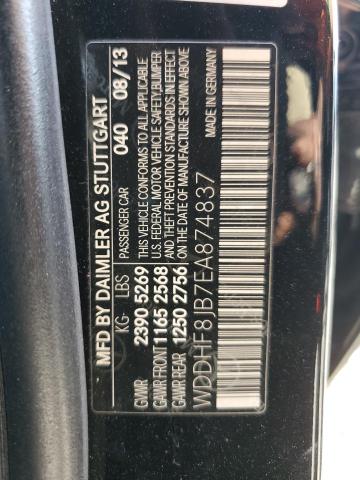 MFD BY DAIMLER AG STUTTGART
PASSENGER CAR 040 08/13
KG LBS THIS VEHICLE CONFORMS TO ALL APPLICABLE
GVWR 2390 5269 U.S. FEDERAL MOTOR VEHICLE SAFETY, BUMPER
GAWR FRONT 1165 2568 & THEFT PREVENTION STANDARDS IN EFFECT
GAWR REAR 1250 2756 ON DATE OF MANUFACTURE SHOWN ABOVE
WDDHF8JB7EA874837 MADE IN GERMANY